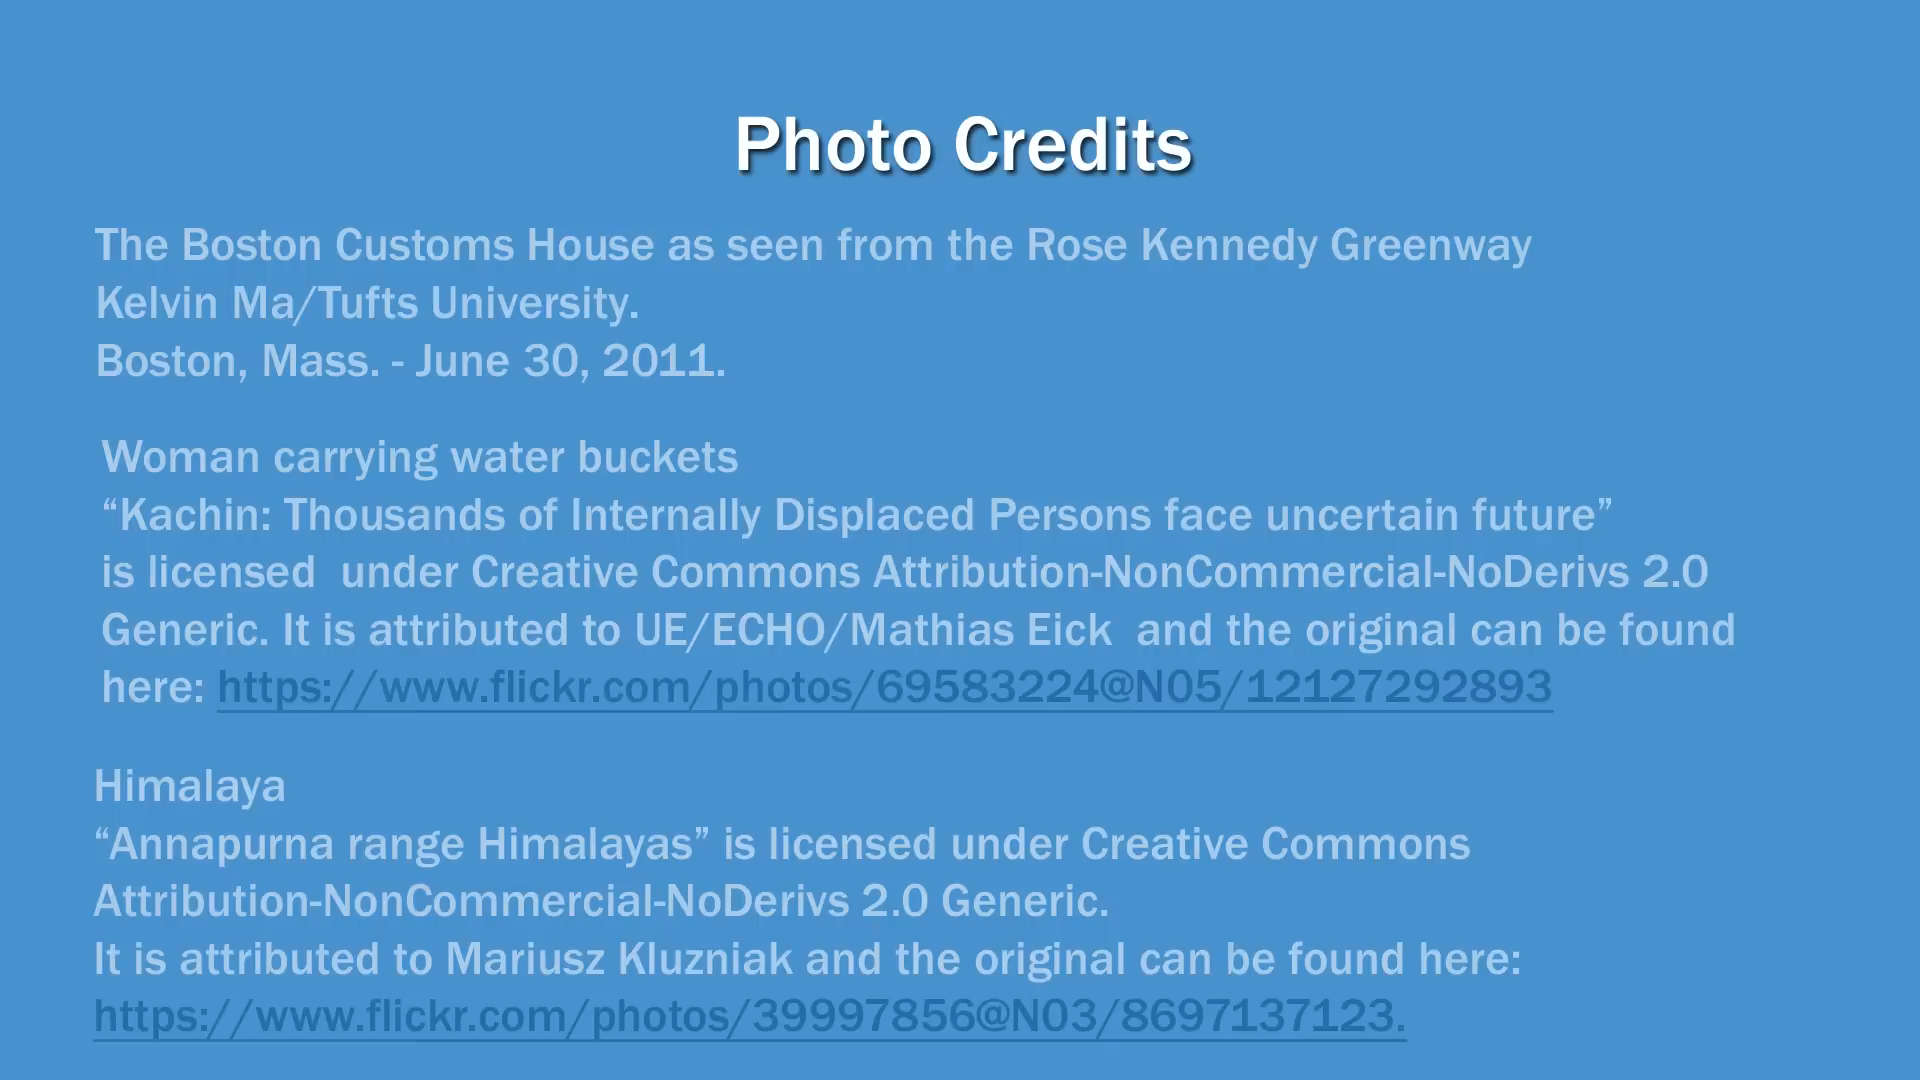 Photo Credits
The Boston Customs House as seen from the Rose Kennedy Greenway
Kelvin Ma/Tufts University.
Boston, Mass. - June 30, 2011.
Woman carrying water buckets
“Kachin: Thousands of Internally Displaced Persons face uncertain future”
is licensed  under Creative Commons Attribution-NonCommercial-NoDerivs 2.0
Generic. It is attributed to UE/ECHO/Mathias Eick  and the original can be found
here: https://www.flickr.com/photos/69583224@N05/12127292893
Himalaya
“Annapurna range Himalayas” is licensed under Creative Commons
Attribution-NonCommercial-NoDerivs 2.0 Generic.
It is attributed to Mariusz Kluzniak and the original can be found here:
https://www.flickr.com/photos/39997856@N03/8697137123.